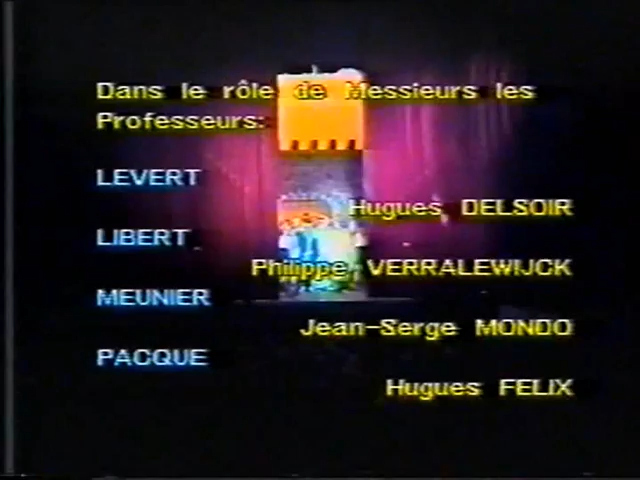 Dans le rôle de Messieurs les
Professeurs:
LEVERT
Hugues DELSOIR
LIBERT
Philippe VERRALEWIJCK
MEUNIER
Jean-Serge MONDO
PACQUE
Hugues FELIX